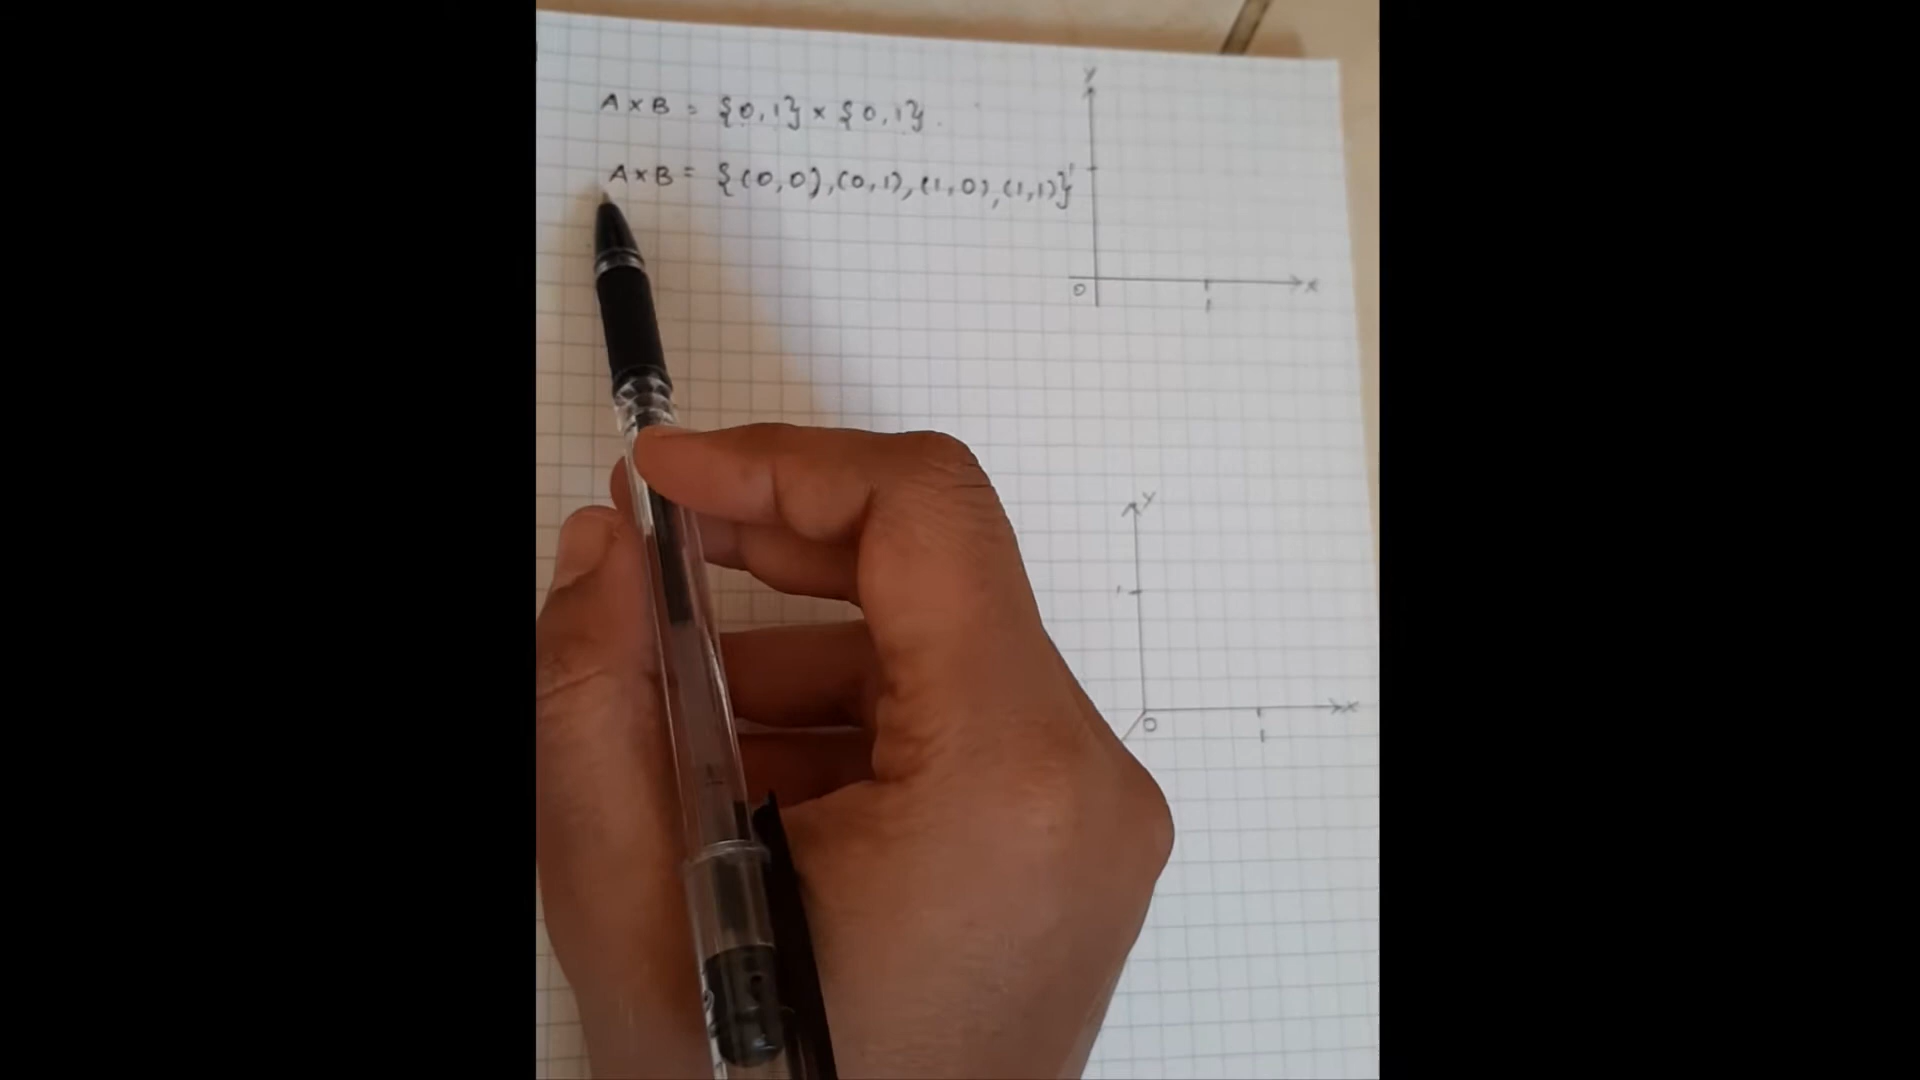 A × B = {0,1} × {0,1}.
A × B = {(0,0),(0,1),(1,0),(1,1)}
y
1
0
1
x
y
1
0
1
x